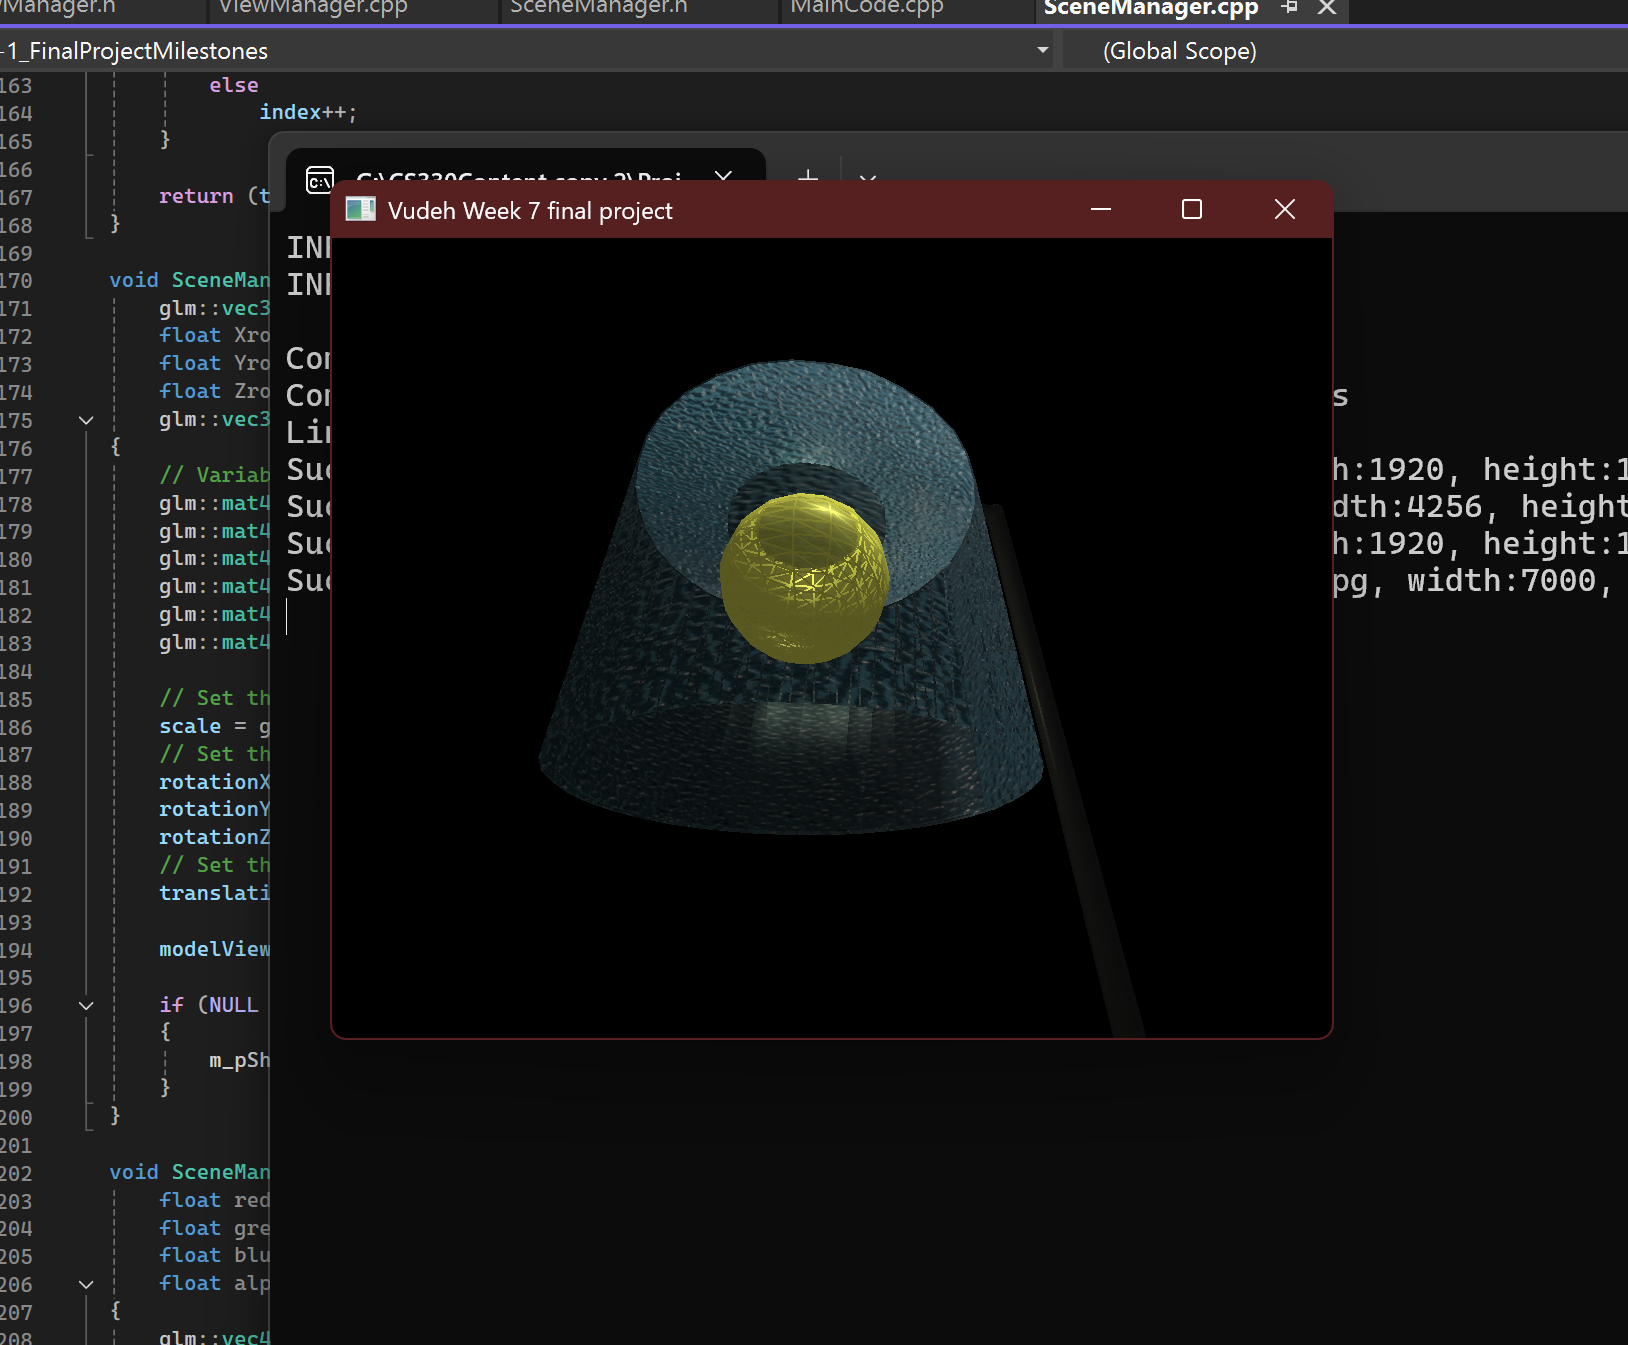 ViewManager.cpp
SceneManager.h
MainCode.cpp
SceneManager.cpp
-1_FinalProjectMilestones
(Global Scope)
163 else
164 index++;
165 }
166
167 return (t
168 }
169
170 void SceneMan
171 glm::vec3
172 float Xro
173 float Yro
174 float Zro
175 glm::vec3
176 {
177 // Variab
178 glm::mat4
179 glm::mat4
180 glm::mat4
181 glm::mat4
182 glm::mat4
183 glm::mat4
184
185 // Set th
186 scale = g
187 // Set th
188 rotationX
189 rotationY
190 rotationZ
191 // Set th
192 translati
193
194 modelView
195
196 if (NULL
197 {
198 m_pSh
199 }
200 }
201
202 void SceneMan
203 float red
204 float gre
205 float blu
206 float alp
207 {
208 glm::vec4
C:\CS330Content copy 2\Proj
Vudeh Week 7 final project
Con
Con s
Lin
Suc h:1920, height:1
Suc dth:4256, height
Suc h:1920, height:1
Suc pg, width:7000,